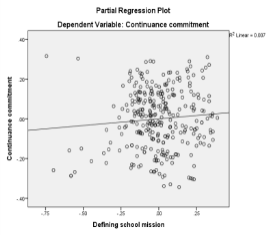 Partial Regression Plot
Dependent Variable: Continuance commitment
R² Linear = 0.007
.40
.20
.00
-.20
-.40
Continuance commitment
-.75
-.50
-.25
.00
.25
Defining school mission